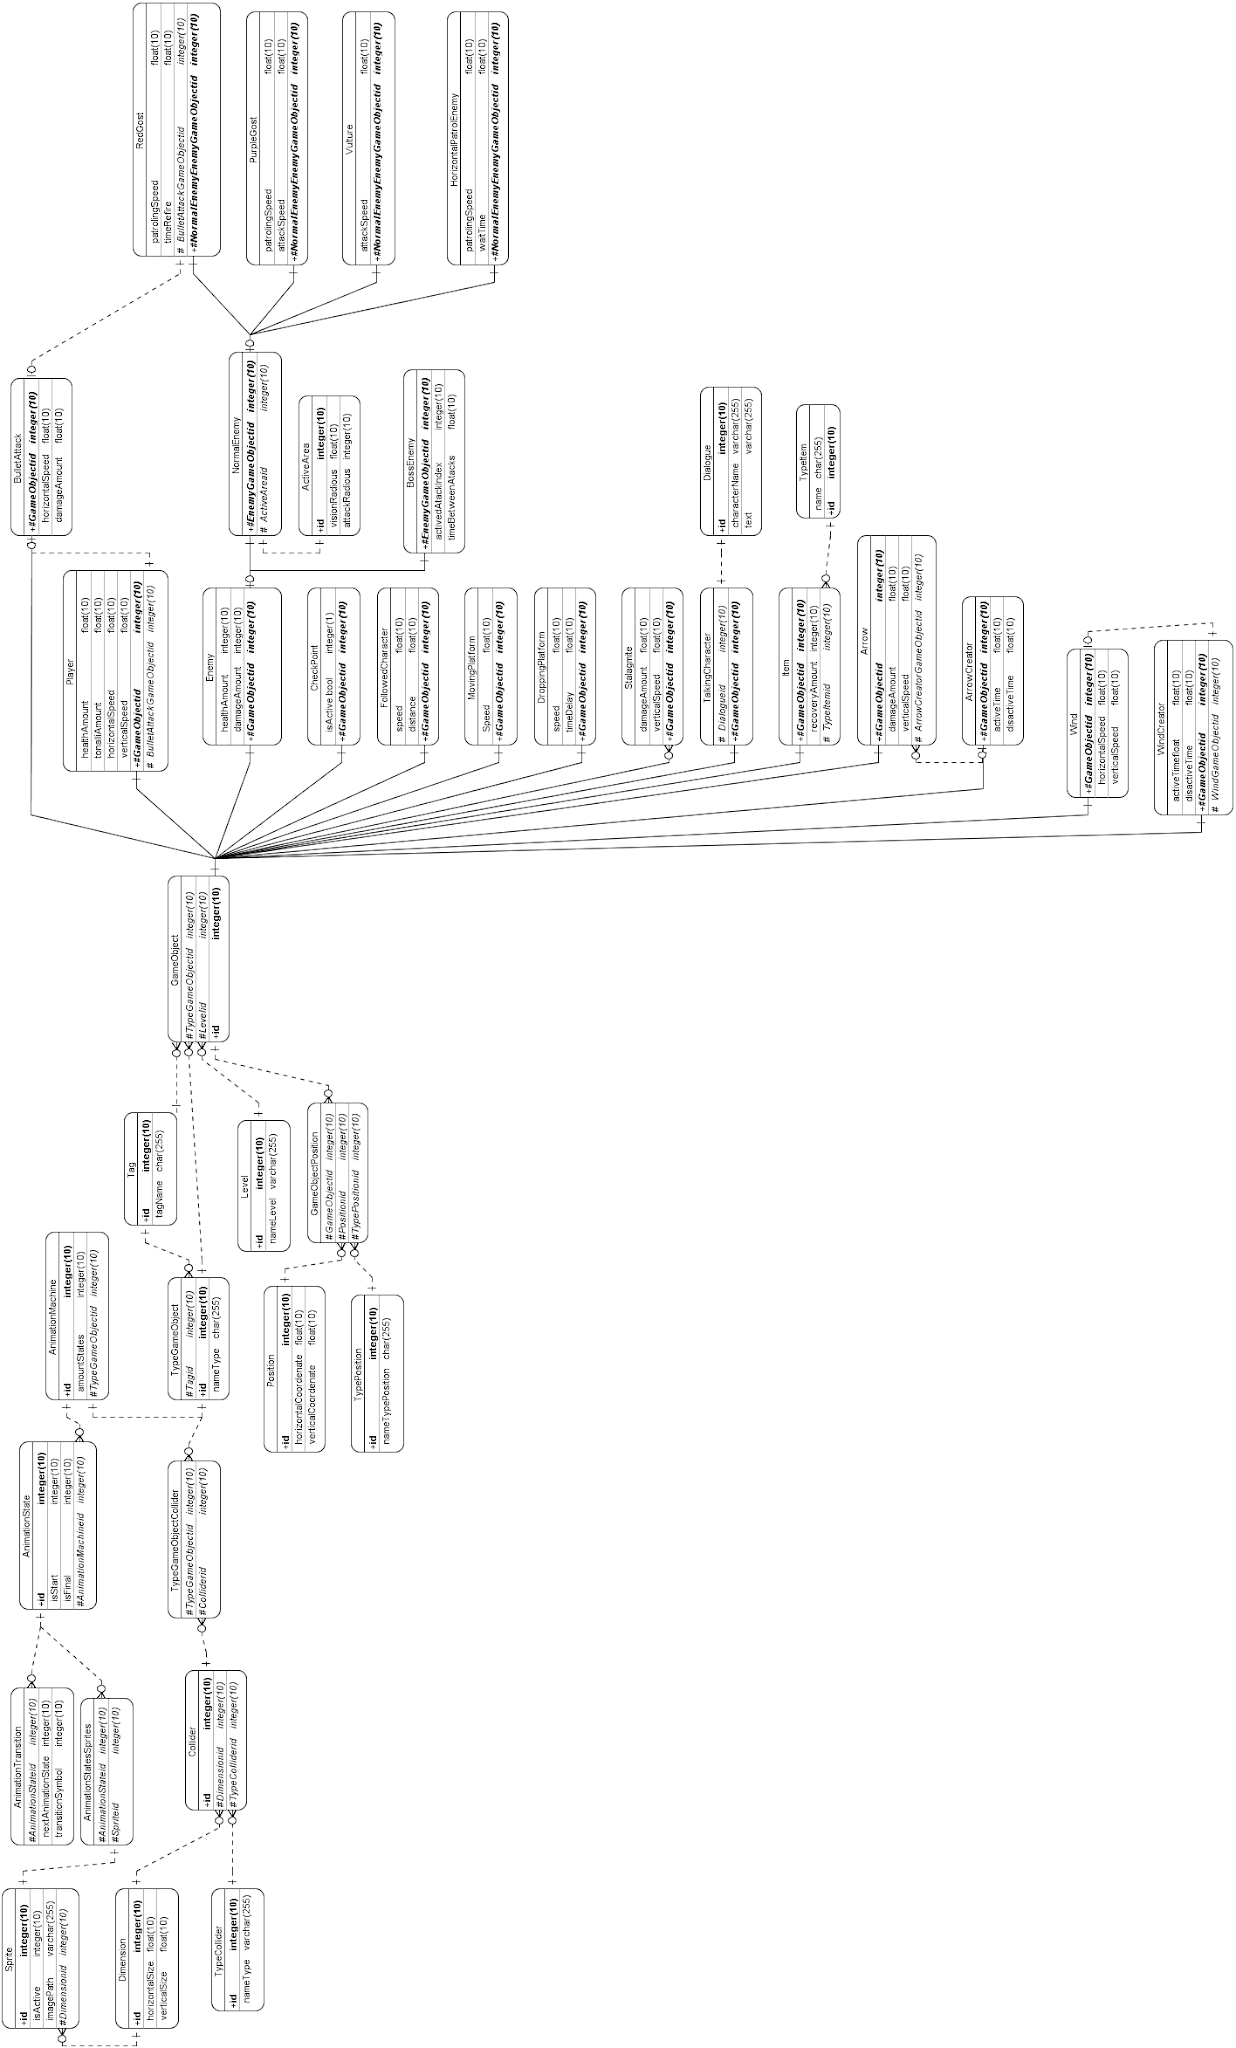 RedGost
patrolingSpeed float(10)
timeRefire float(10)
# BulletAttackGameObjectid integer(10)
+#NormalEnemyEnemyGameObjectid integer(10)
PurpleGost
patrolingSpeed float(10)
attackSpeed float(10)
+#NormalEnemyEnemyGameObjectid integer(10)
Vulture
attackSpeed float(10)
+#NormalEnemyEnemyGameObjectid integer(10)
HorizontalPatrolEnemy
patrolingSpeed float(10)
waitTime float(10)
+#NormalEnemyEnemyGameObjectid integer(10)
BulletAttack
+#GameObjectid integer(10)
horizontalSpeed float(10)
damageAmount float(10)
NormalEnemy
+#EnemyGameObjectid integer(10)
# ActiveAreaid integer(10)
ActiveArea
+id integer(10)
visionRadious float(10)
attackRadious integer(10)
BossEnemy
+#EnemyGameObjectid integer(10)
activedAtackIndex integer(10)
timeBetweenAtacks float(10)
Dialogue
+id integer(10)
characterName varchar(255)
text varchar(255)
TypeItem
name char(255)
+id integer(10)
Player
healthAmount float(10)
tonaliAmount float(10)
horizontalSpeed float(10)
verticalSpeed float(10)
+#GameObjectid integer(10)
# BulletAttackGameObjectid integer(10)
Enemy
healthAmount integer(10)
damageAmount integer(10)
+#GameObjectid integer(10)
CheckPoint
isActive bool integer(1)
+#GameObjectid integer(10)
FollowedCharacter
speed float(10)
distance float(10)
+#GameObjectid integer(10)
MovingPlatform
Speed float(10)
+#GameObjectid integer(10)
DroppingPlatform
speed float(10)
timeDelay float(10)
+#GameObjectid integer(10)
Stalagnite
damageAmount float(10)
verticalSpeed float(10)
+#GameObjectid integer(10)
TalkingCharacter
# Dialogueid integer(10)
+#GameObjectid integer(10)
Item
+#GameObjectid integer(10)
recoveryAmount integer(10)
# TypeItenid integer(10)
Arrow
+#GameObjectid integer(10)
damageAmount float(10)
verticalSpeed float(10)
# ArrowCreatorGameObjectid integer(10)
ArrowCreator
+#GameObjectid integer(10)
activeTime float(10)
disactiveTime float(10)
Wind
+#GameObjectid integer(10)
horizontalSpeed float(10)
verticalSpeed float(10)
WindCreator
activeTimefloat float(10)
disactiveTime float(10)
+#GameObjectid integer(10)
# WindGameObjectid integer(10)
GameObject
#TypeGameObjectid integer(10)
#Levelid integer(10)
+id integer(10)
Tag
+id integer(10)
tagName char(255)
Level
+id integer(10)
nameLevel varchar(255)
GameObjectPosition
#GameObjectid integer(10)
#Positionid integer(10)
#TypePositionid integer(10)
AnimationMachine
+id integer(10)
amountStates integer(10)
#TypeGameObjectid integer(10)
TypeGameObject
#Tagid integer(10)
+id integer(10)
nameType char(255)
Position
+id integer(10)
horizontalCoordenate float(10)
verticalCoordenate float(10)
TypePosition
+id integer(10)
nameTypePosition char(255)
AnimationState
+id integer(10)
isStart integer(10)
isFinal integer(10)
#AnimationMachineid integer(10)
TypeGameObjectCollider
#TypeGameObjectid integer(10)
#Colliderid integer(10)
AnimationTransition
#AnimationStateid integer(10)
nextAnimationState integer(10)
transitionSymbol integer(10)
AnimationStatesSprites
#AnimationStateid integer(10)
#Spriteid integer(10)
Collider
+id integer(10)
#Dimensionid integer(10)
#TypeColliderid integer(10)
Sprite
+id integer(10)
isActive integer(10)
imagePath varchar(255)
#Dimensionid integer(10)
Dimension
+id integer(10)
horizontalSize float(10)
verticalSize float(10)
TypeCollider
+id integer(10)
nameType varchar(255)